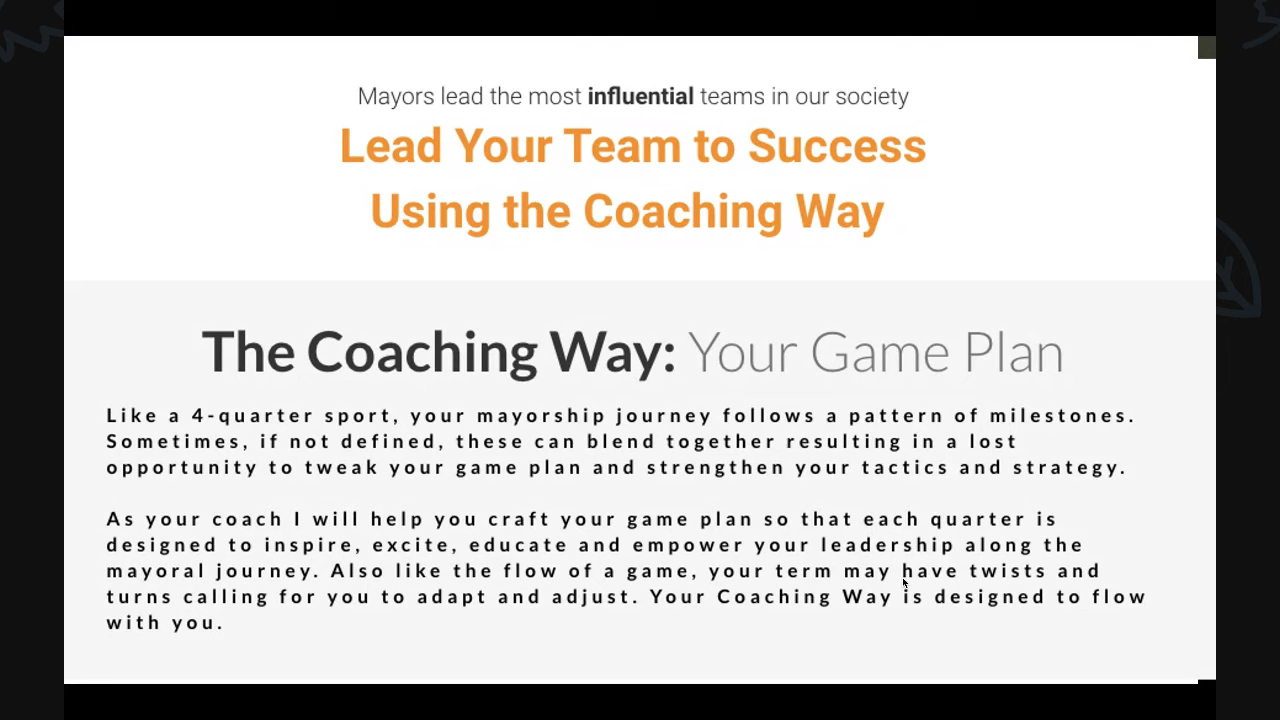 Mayors lead the most influential teams in our society
Lead Your Team to Success
Using the Coaching Way
The Coaching Way: Your Game Plan
Like a 4-quarter sport, your mayorship journey follows a pattern of milestones.
Sometimes, if not defined, these can blend together resulting in a lost
opportunity to tweak your game plan and strengthen your tactics and strategy.
As your coach I will help you craft your game plan so that each quarter is
designed to inspire, excite, educate and empower your leadership along the
mayoral journey. Also like the flow of a game, your term may have twists and
turns calling for you to adapt and adjust. Your Coaching Way is designed to flow
with you.